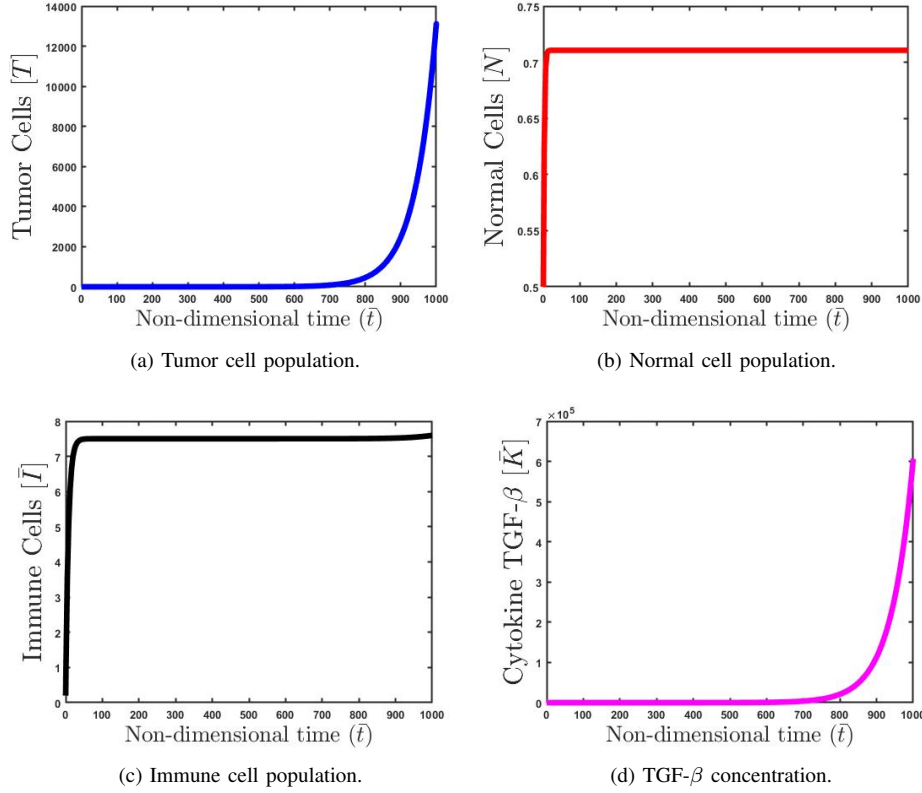 14000
12000
10000
8000
6000
4000
2000
0
Tumor Cells [T̄]
0 100 200 300 400 500 600 700 800 900 1000
Non-dimensional time (t̄)
(a) Tumor cell population.
0.75
0.7
0.65
0.6
0.55
0.5
Normal Cells [N̄]
0 100 200 300 400 500 600 700 800 900 1000
Non-dimensional time (t̄)
(b) Normal cell population.
8
7
6
5
4
3
2
1
0
Immune Cells [Ī]
0 100 200 300 400 500 600 700 800 900 1000
Non-dimensional time (t̄)
(c) Immune cell population.
×10⁵
7
6
5
4
3
2
1
0
Cytokine TGF-β [K̄]
0 100 200 300 400 500 600 700 800 900 1000
Non-dimensional time (t̄)
(d) TGF-β concentration.